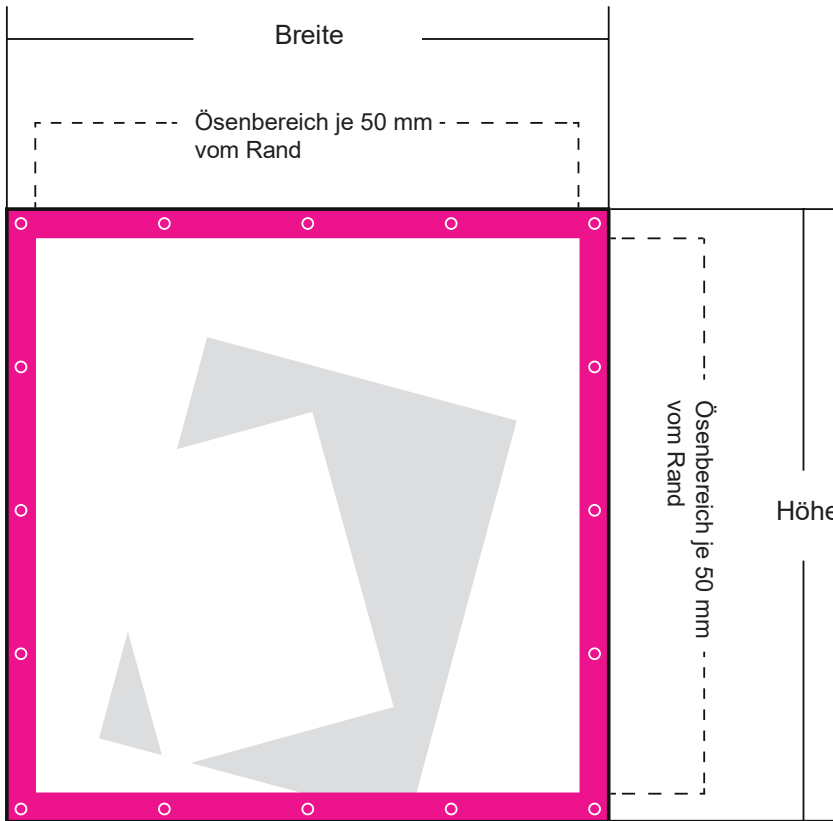 Breite
Ösenbereich je 50 mm
vom Rand
Ösenbereich je 50 mm
vom Rand
Höhe